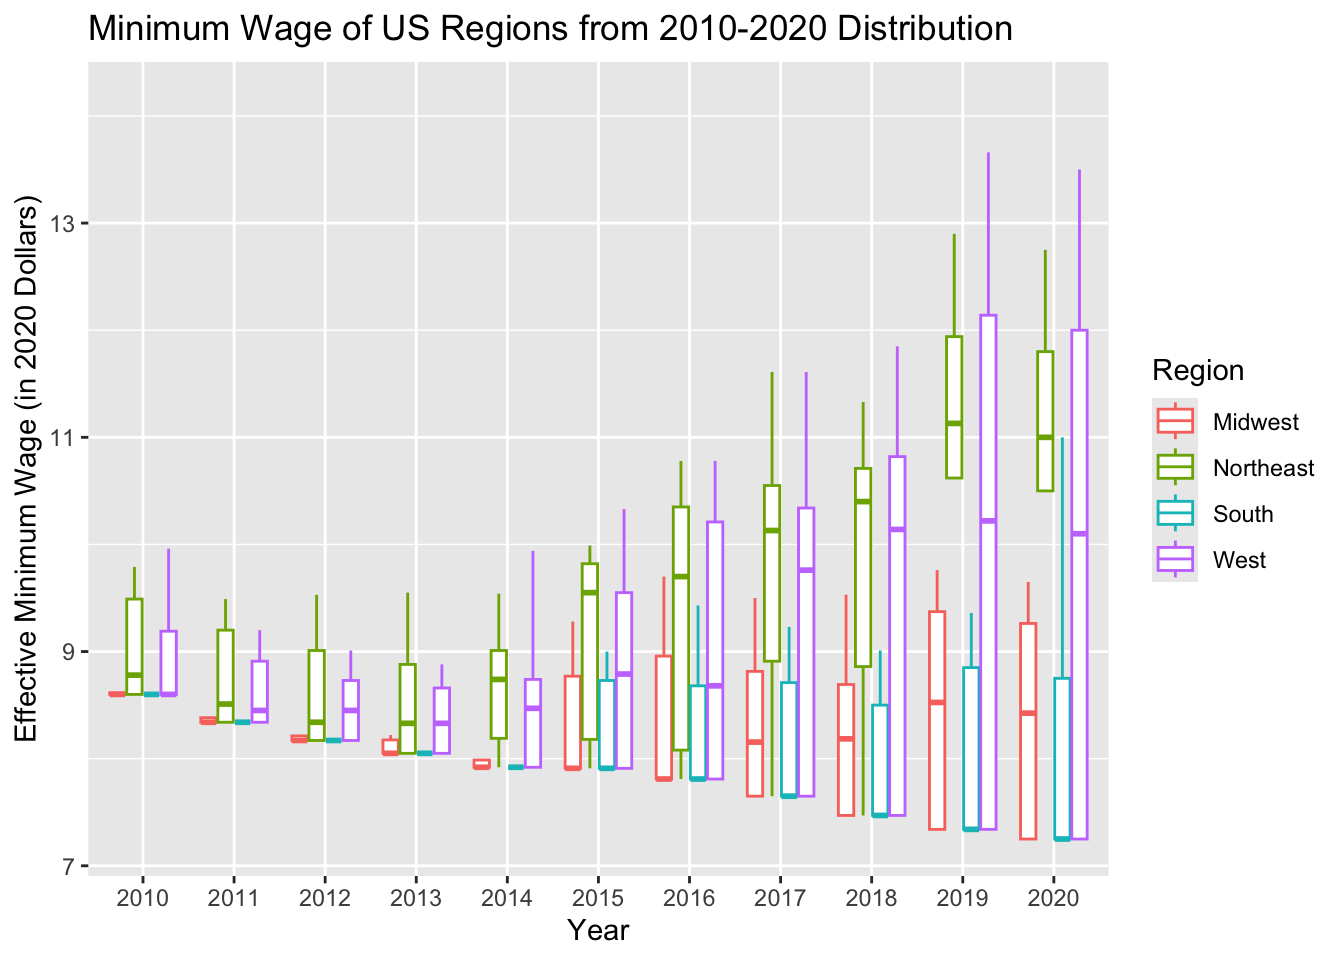 Minimum Wage of US Regions from 2010-2020 Distribution
Effective Minimum Wage (in 2020 Dollars)
13
11
9
7
2010 2011 2012 2013 2014 2015 2016 2017 2018 2019 2020
Year
Region
Midwest
Northeast
South
West